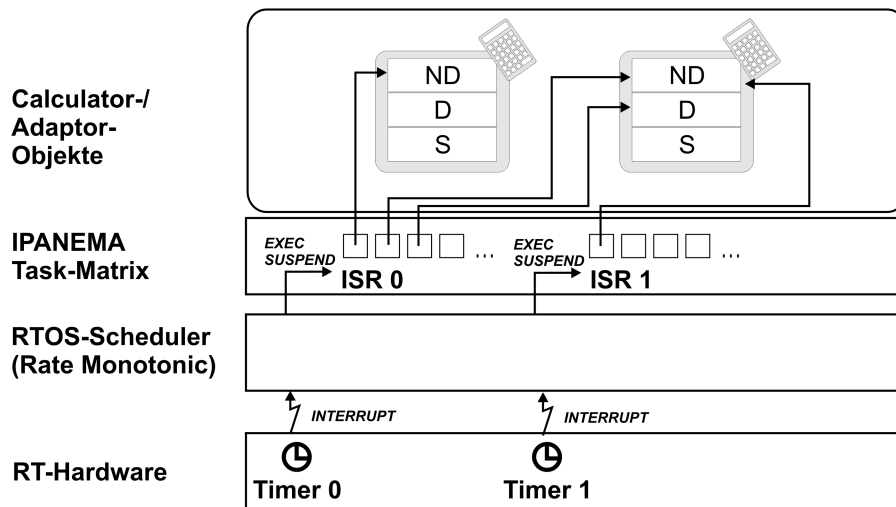 Calculator-/
Adaptor-
Objekte
ND
D
S
ND
D
S
IPANEMA
Task-Matrix
EXEC
SUSPEND
...
ISR 0
EXEC
SUSPEND
...
ISR 1
RTOS-Scheduler
(Rate Monotonic)
INTERRUPT
INTERRUPT
RT-Hardware
Timer 0
Timer 1